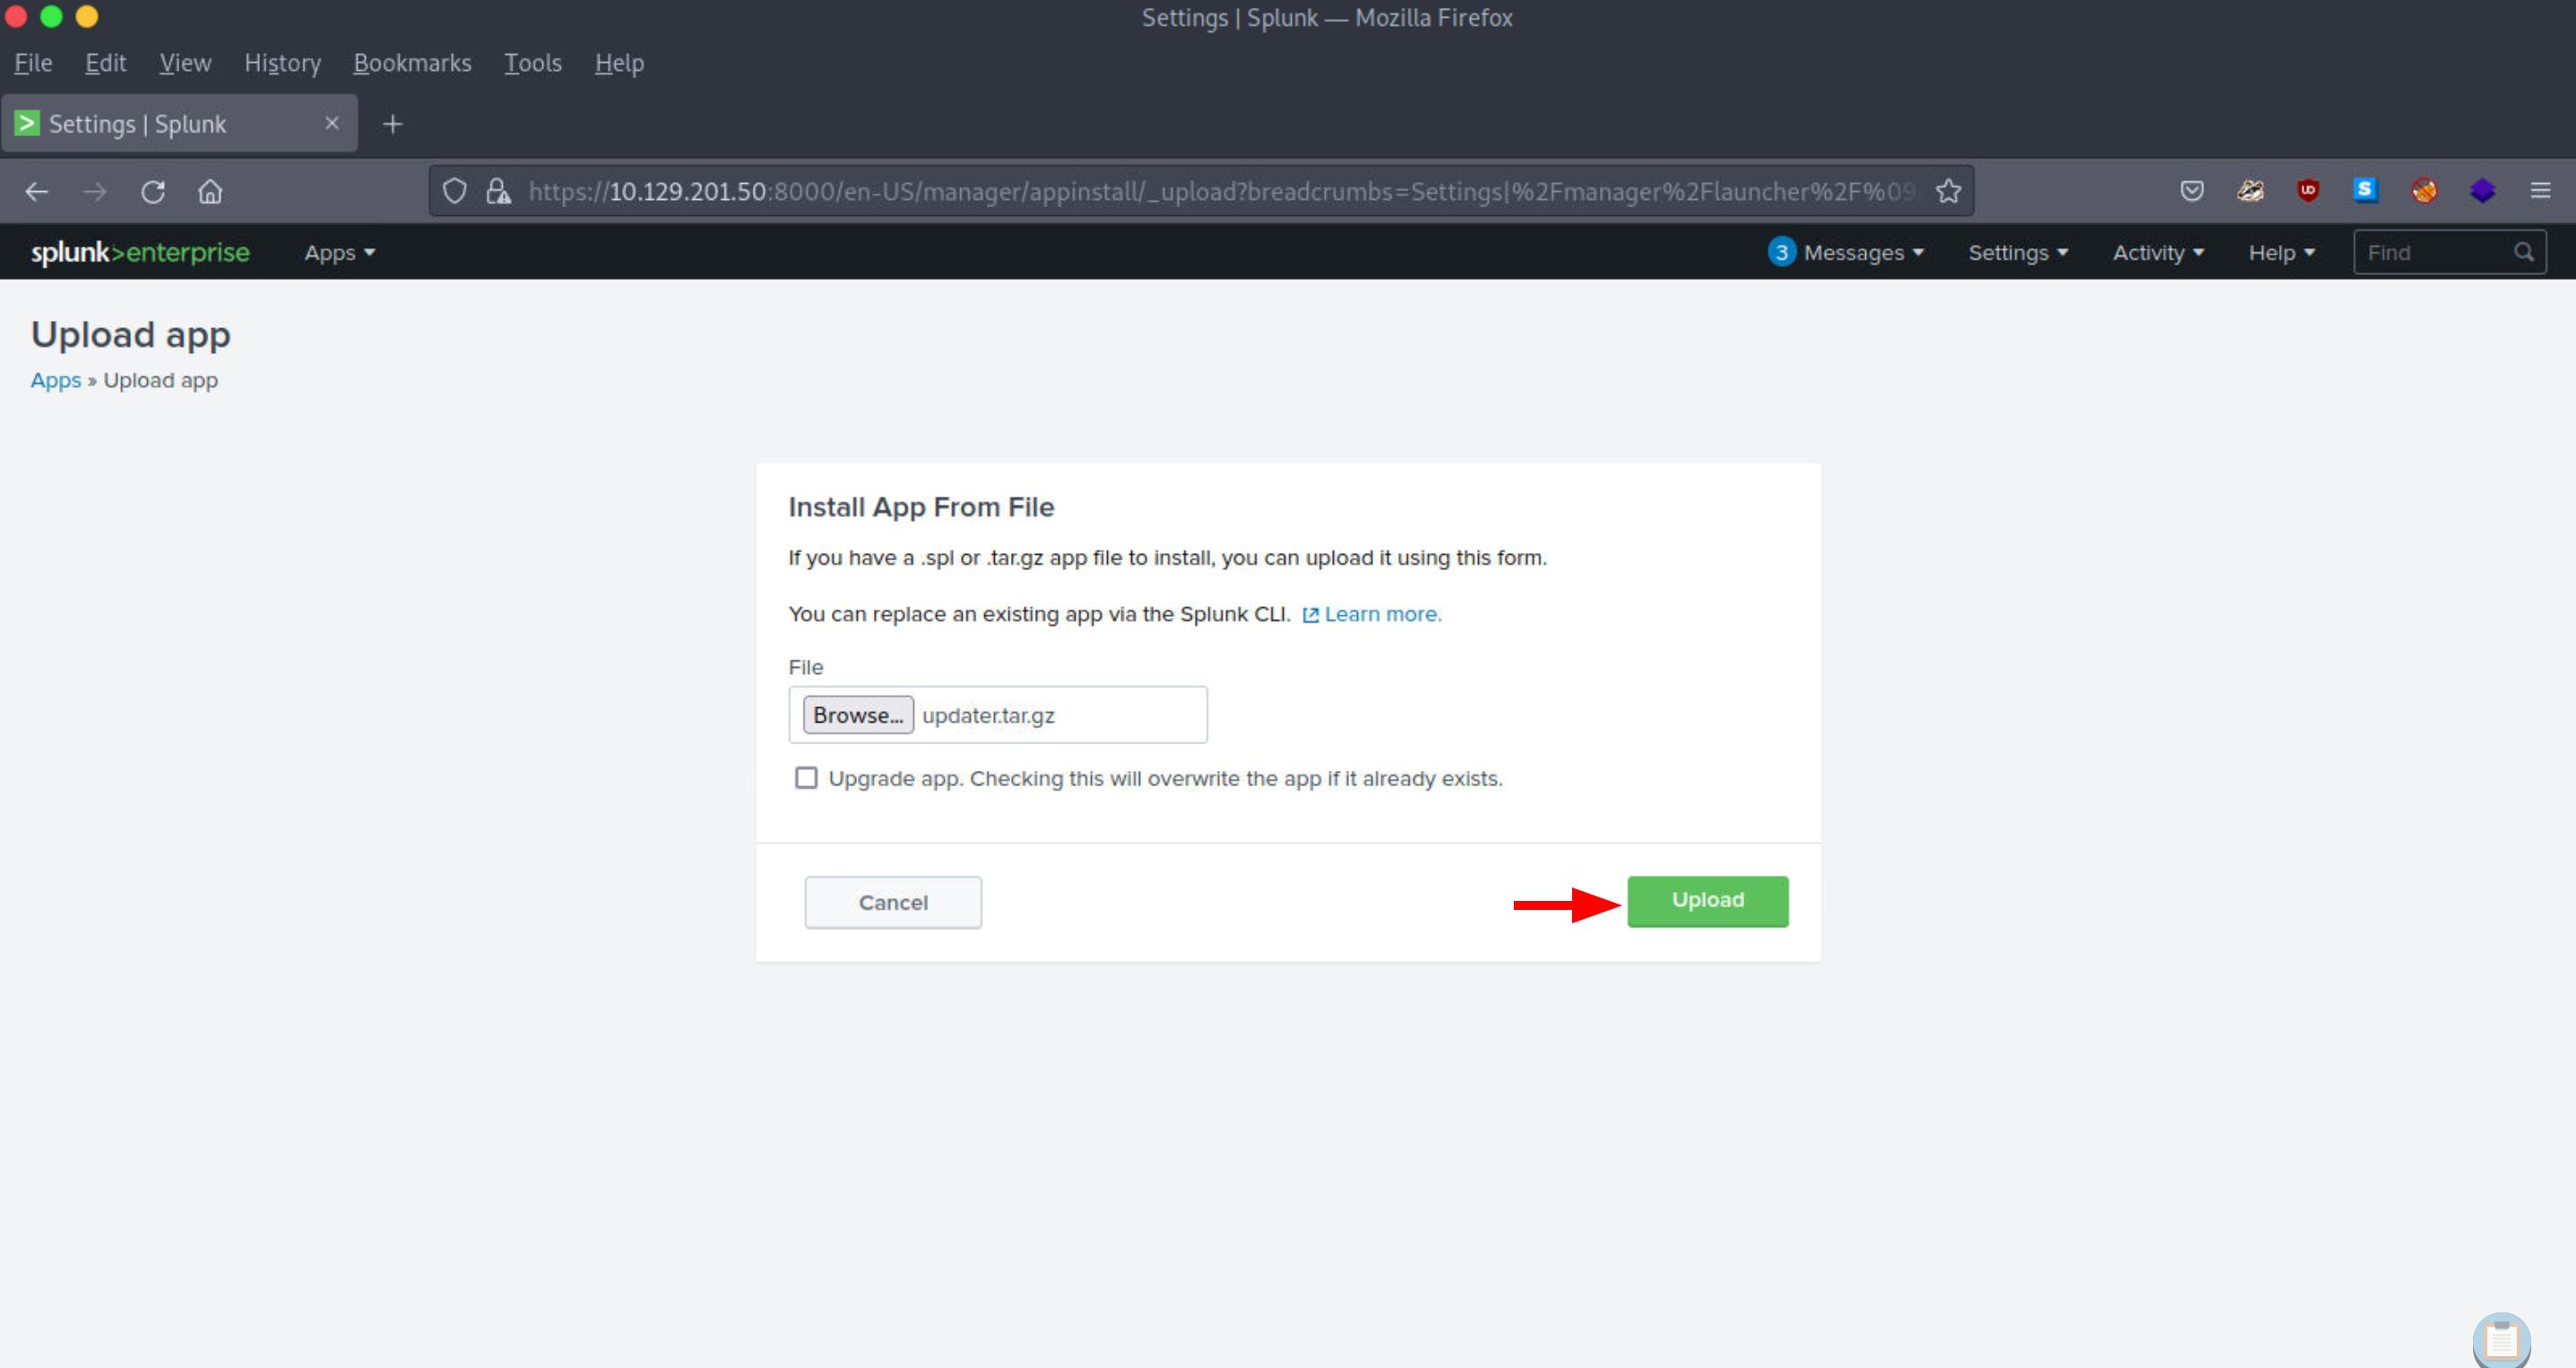 Settings | Splunk — Mozilla Firefox
File Edit View History Bookmarks Tools Help
Settings | Splunk
https://10.129.201.50:8000/en-US/manager/appinstall/_upload?breadcrumbs=Settings|%2Fmanager%2Flauncher%2F%09
splunk>enterprise Apps 3 Messages Settings Activity Help Find
Upload app
Apps » Upload app
Install App From File
If you have a .spl or .tar.gz app file to install, you can upload it using this form.
You can replace an existing app via the Splunk CLI. Learn more.
File
Browse... updater.tar.gz
Upgrade app. Checking this will overwrite the app if it already exists.
Cancel Upload